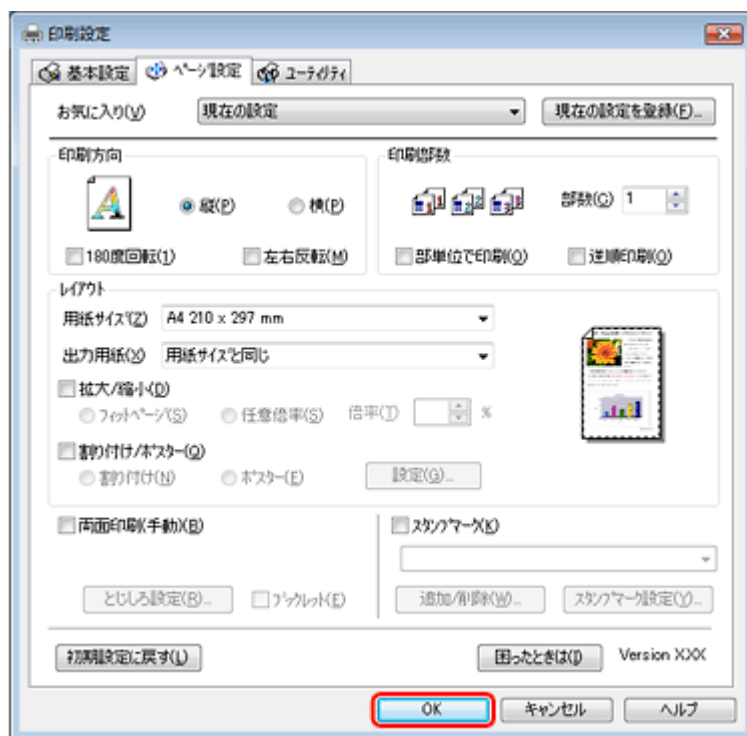 印刷設定
基本設定 ページ設定 ユーティリティ
お気に入り(V) 現在の設定 現在の設定を登録(F)...
印刷方向 印刷部数
縦(P) 横(P) 部数(C) 1
180度回転(1) 左右反転(M) 部単位で印刷(O) 逆順印刷(O)
レイアウト
用紙サイズ(Z) A4 210 x 297 mm
出力用紙(X) 用紙サイズと同じ
拡大/縮小(D)
フィットページ(S) 任意倍率(S) 倍率(T) %
割り付け/ポスター(Q)
割り付け(N) ポスター(E) 設定(G)...
両面印刷(手動)(B) スタンプマーク(K)
とじしろ設定(R)... ブックレット(E) 追加/削除(W)... スタンプマーク設定(Y)...
初期設定に戻す(L) 困ったときは(I) Version XXX
OK キャンセル ヘルプ